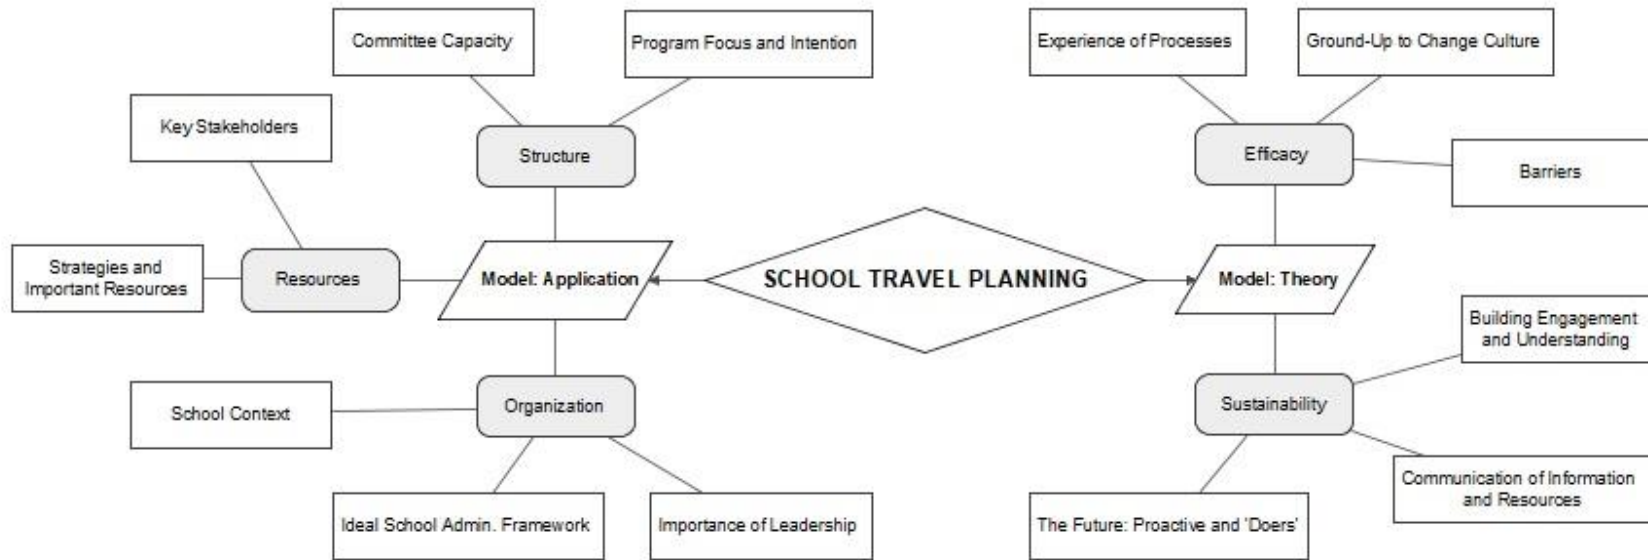 Committee Capacity
Program Focus and Intention
Experience of Processes
Ground-Up to Change Culture
Key Stakeholders
Structure
Efficacy
Barriers
Strategies and
Important Resources
Resources
Model: Application
SCHOOL TRAVEL PLANNING
Model: Theory
Building Engagement
and Understanding
School Context
Organization
Sustainability
Communication of Information
and Resources
Ideal School Admin. Framework
Importance of Leadership
The Future: Proactive and 'Doers'